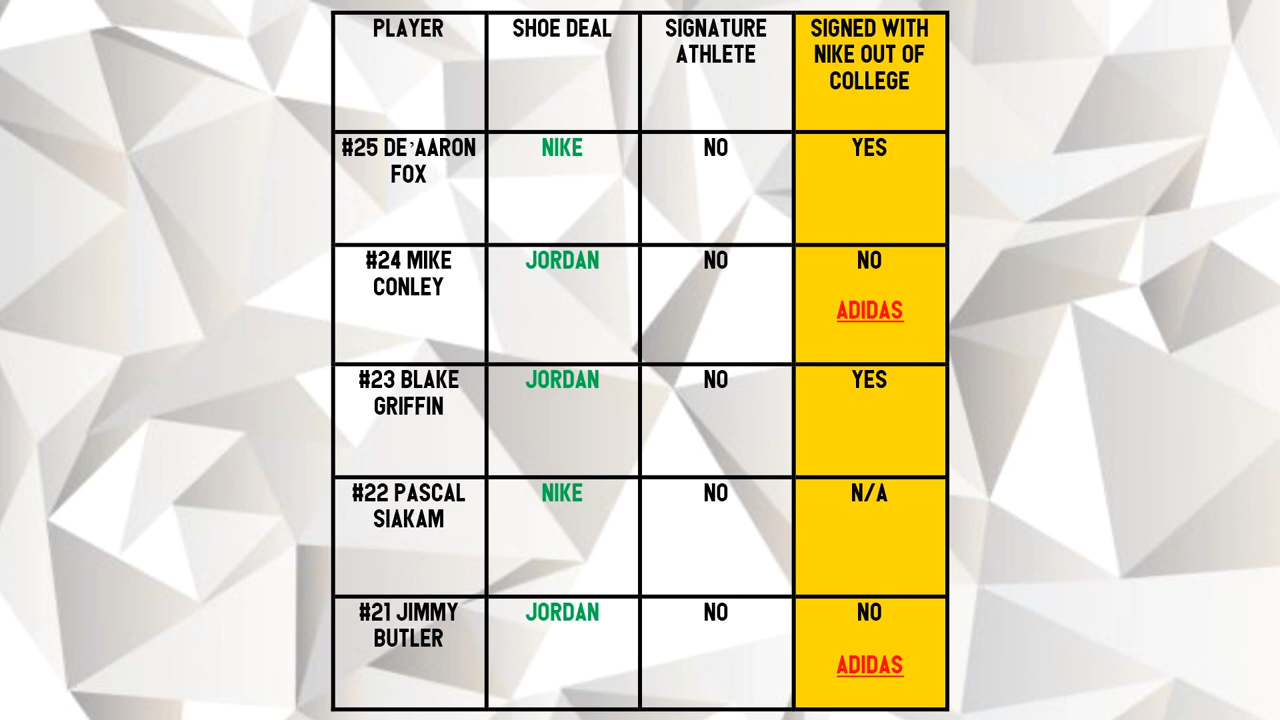 PLAYER
SHOE DEAL
SIGNATURE
ATHLETE
SIGNED WITH
NIKE OUT OF
COLLEGE
#25 DE'AARON
FOX
NIKE
NO
YES
#24 MIKE
CONLEY
JORDAN
NO
NO
ADIDAS
#23 BLAKE
GRIFFIN
JORDAN
NO
YES
#22 PASCAL
SIAKAM
NIKE
NO
N/A
#21 JIMMY
BUTLER
JORDAN
NO
NO
ADIDAS